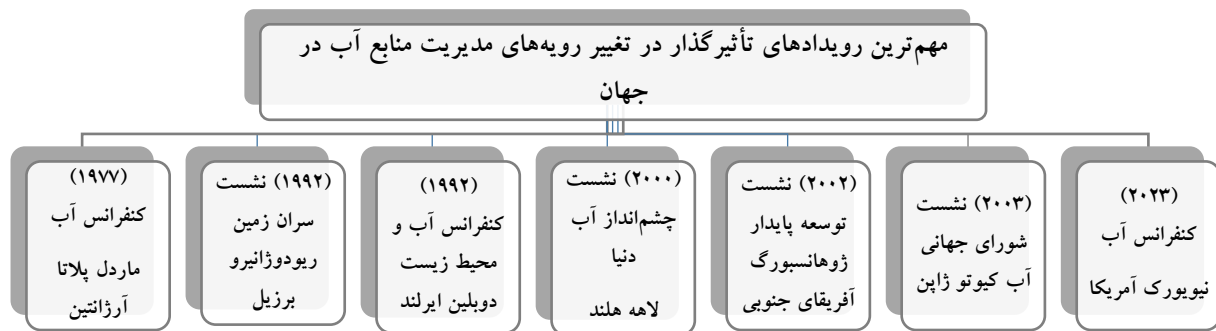 مهم‌ترین رویدادهای تأثیرگذار در تغییر رویه‌های مدیریت منابع آب در
جهان
(۱۹۷۷)
کنفرانس آب
ماردل پلاتا
آرژانتین
(۱۹۹۲) نشست
سران زمین
ریودوژانیرو
برزیل
(۱۹۹۲)
کنفرانس آب و
محیط زیست
دوبلین ایرلند
(۲۰۰۰) نشست
چشم‌انداز آب
دنیا
لاهه هلند
(۲۰۰۲) نشست
توسعه پایدار
ژوهانسبورگ
آفریقای جنوبی
(۲۰۰۳) نشست
شورای جهانی
آب کیوتو ژاپن
(۲۰۲۳)
کنفرانس آب
نیویورک آمریکا